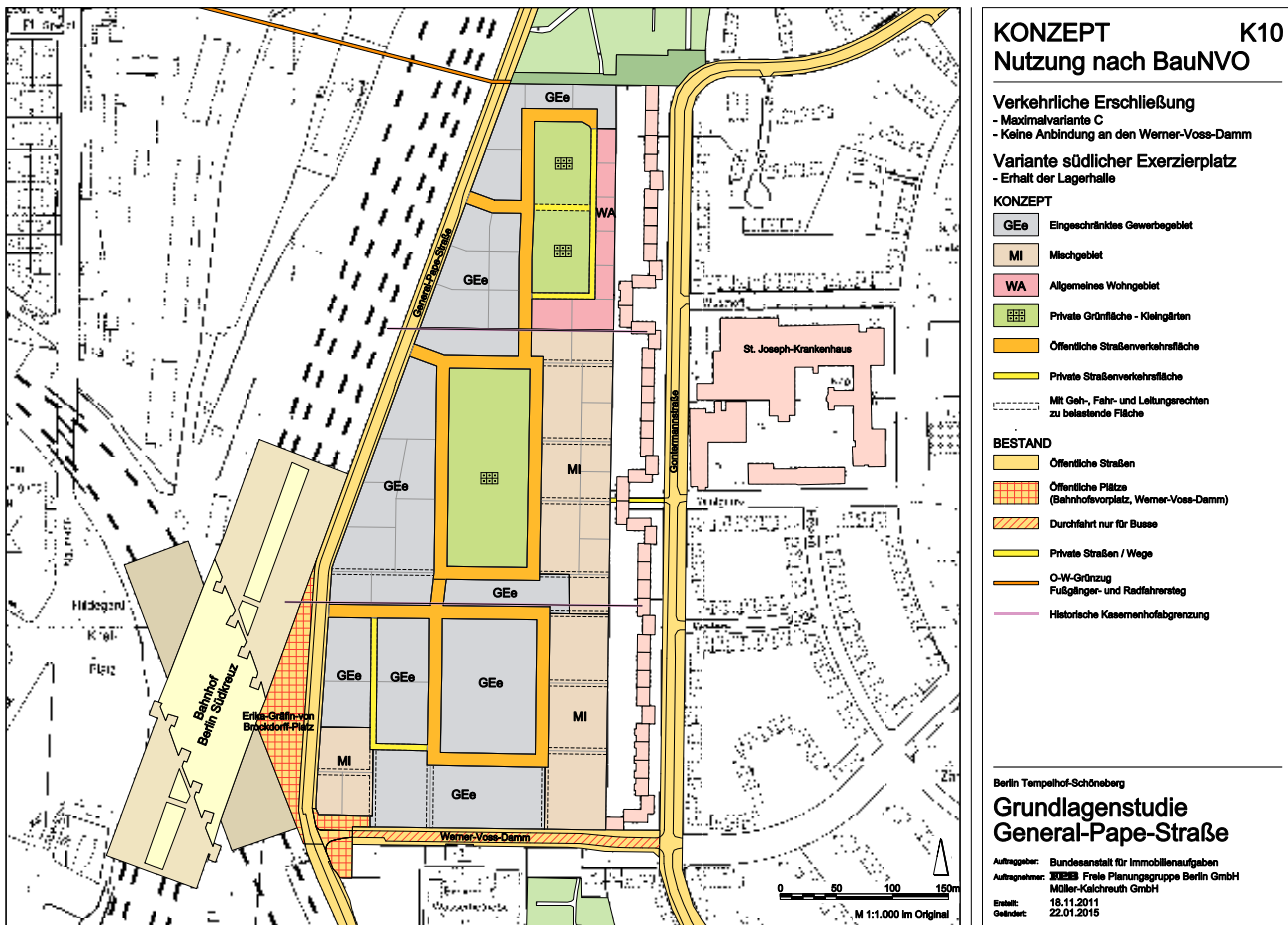 Hildegard
Knef-
Platz
GEe
WA
General-Pape-Straße
GEe
St. Joseph-Krankenhaus
Gontermannstraße
GEe
MI
GEe
Bahnhof
Berlin Südkreuz
Erika-Gräfin-von
Brockdorff-Platz
GEe
GEe
GEe
MI
MI
GEe
Werner-Voss-Damm
0 50 100 150m
M 1:1.000 im Original
KONZEPT K10
Nutzung nach BauNVO
Verkehrliche Erschließung
- Maximalvariante C
- Keine Anbindung an den Werner-Voss-Damm
Variante südlicher Exerzierplatz
- Erhalt der Lagerhalle
KONZEPT
GEe Eingeschränktes Gewerbegebiet
MI Mischgebiet
WA Allgemeines Wohngebiet
Private Grünfläche - Kleingärten
Öffentliche Straßenverkehrsfläche
Private Straßenverkehrsfläche
Mit Geh-, Fahr- und Leitungsrechten
zu belastende Fläche
BESTAND
Öffentliche Straßen
Öffentliche Plätze
(Bahnhofsvorplatz, Werner-Voss-Damm)
Durchfahrt nur für Busse
Private Straßen / Wege
O-W-Grünzug
Fußgänger- und Radfahrersteg
Historische Kasernenhofabgrenzung
Berlin Tempelhof-Schöneberg
Grundlagenstudie
General-Pape-Straße
Auftraggeber: Bundesanstalt für Immobilienaufgaben
Auftragnehmer: FPB Freie Planungsgruppe Berlin GmbH
Müller-Kalchreuth GmbH
Erstellt: 18.11.2011
Geändert: 22.01.2015